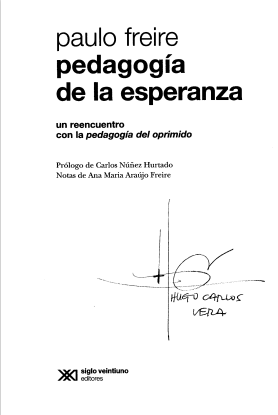 paulo freire
pedagogía
de la esperanza
un reencuentro
con la pedagogía del oprimido
Prólogo de Carlos Núñez Hurtado
Notas de Ana Maria Araújo Freire
HUGO CARLOS
VERA
siglo veintiuno
editores